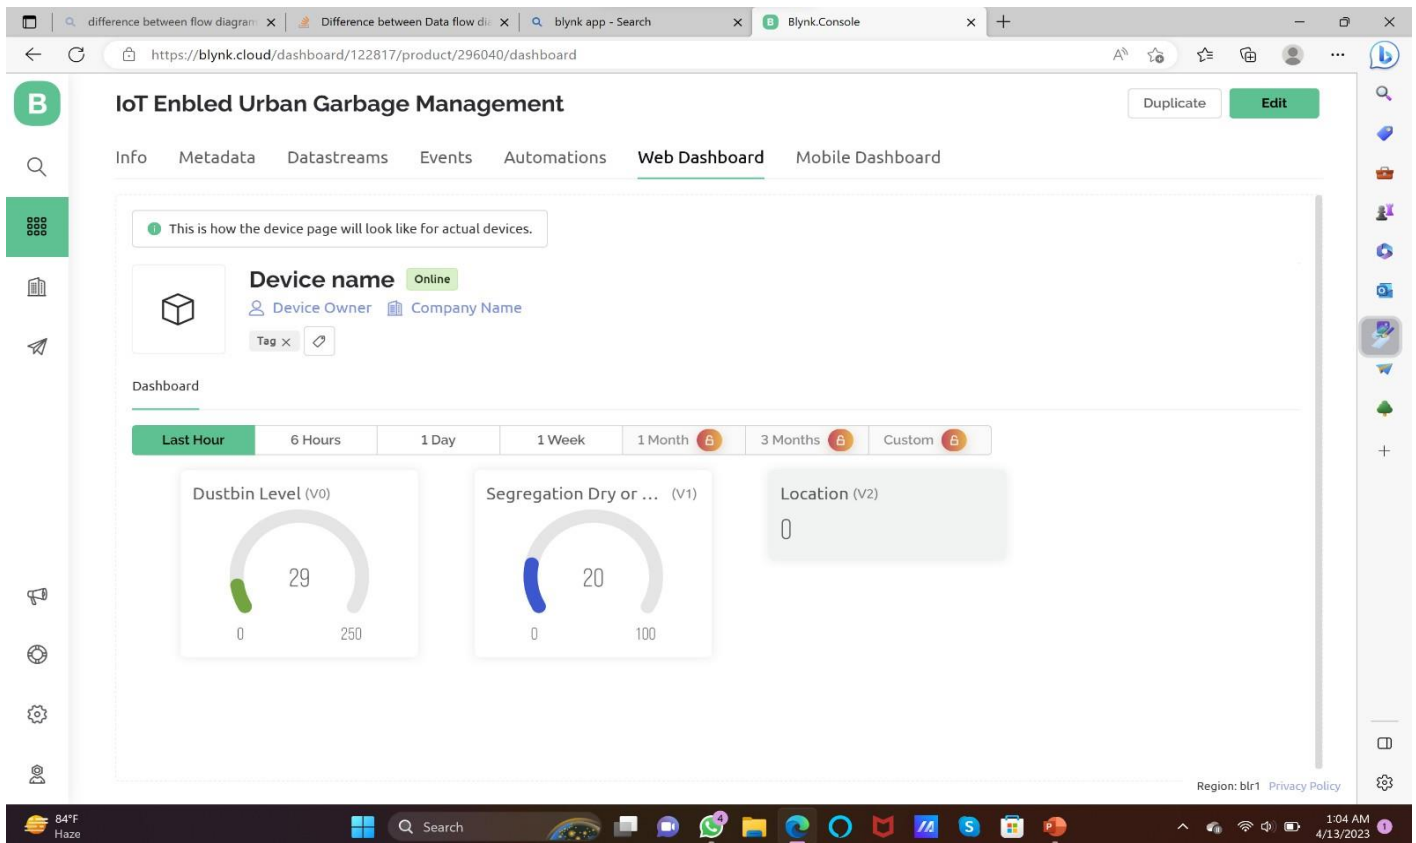 difference between flow diagram
Difference between Data flow dia
blynk app - Search
Blynk.Console
https://blynk.cloud/dashboard/122817/product/296040/dashboard
B
IoT Enbled Urban Garbage Management
Duplicate
Edit
Info Metadata Datastreams Events Automations Web Dashboard Mobile Dashboard
This is how the device page will look like for actual devices.
Device name Online
Device Owner Company Name
Tag
Dashboard
Last Hour 6 Hours 1 Day 1 Week 1 Month 3 Months Custom
Dustbin Level (V0)
29
0 250
Segregation Dry or ... (V1)
20
0 100
Location (V2)
0
Region: blr1 Privacy Policy
84°F
Haze
Search
4
1:04 AM
4/13/2023
1